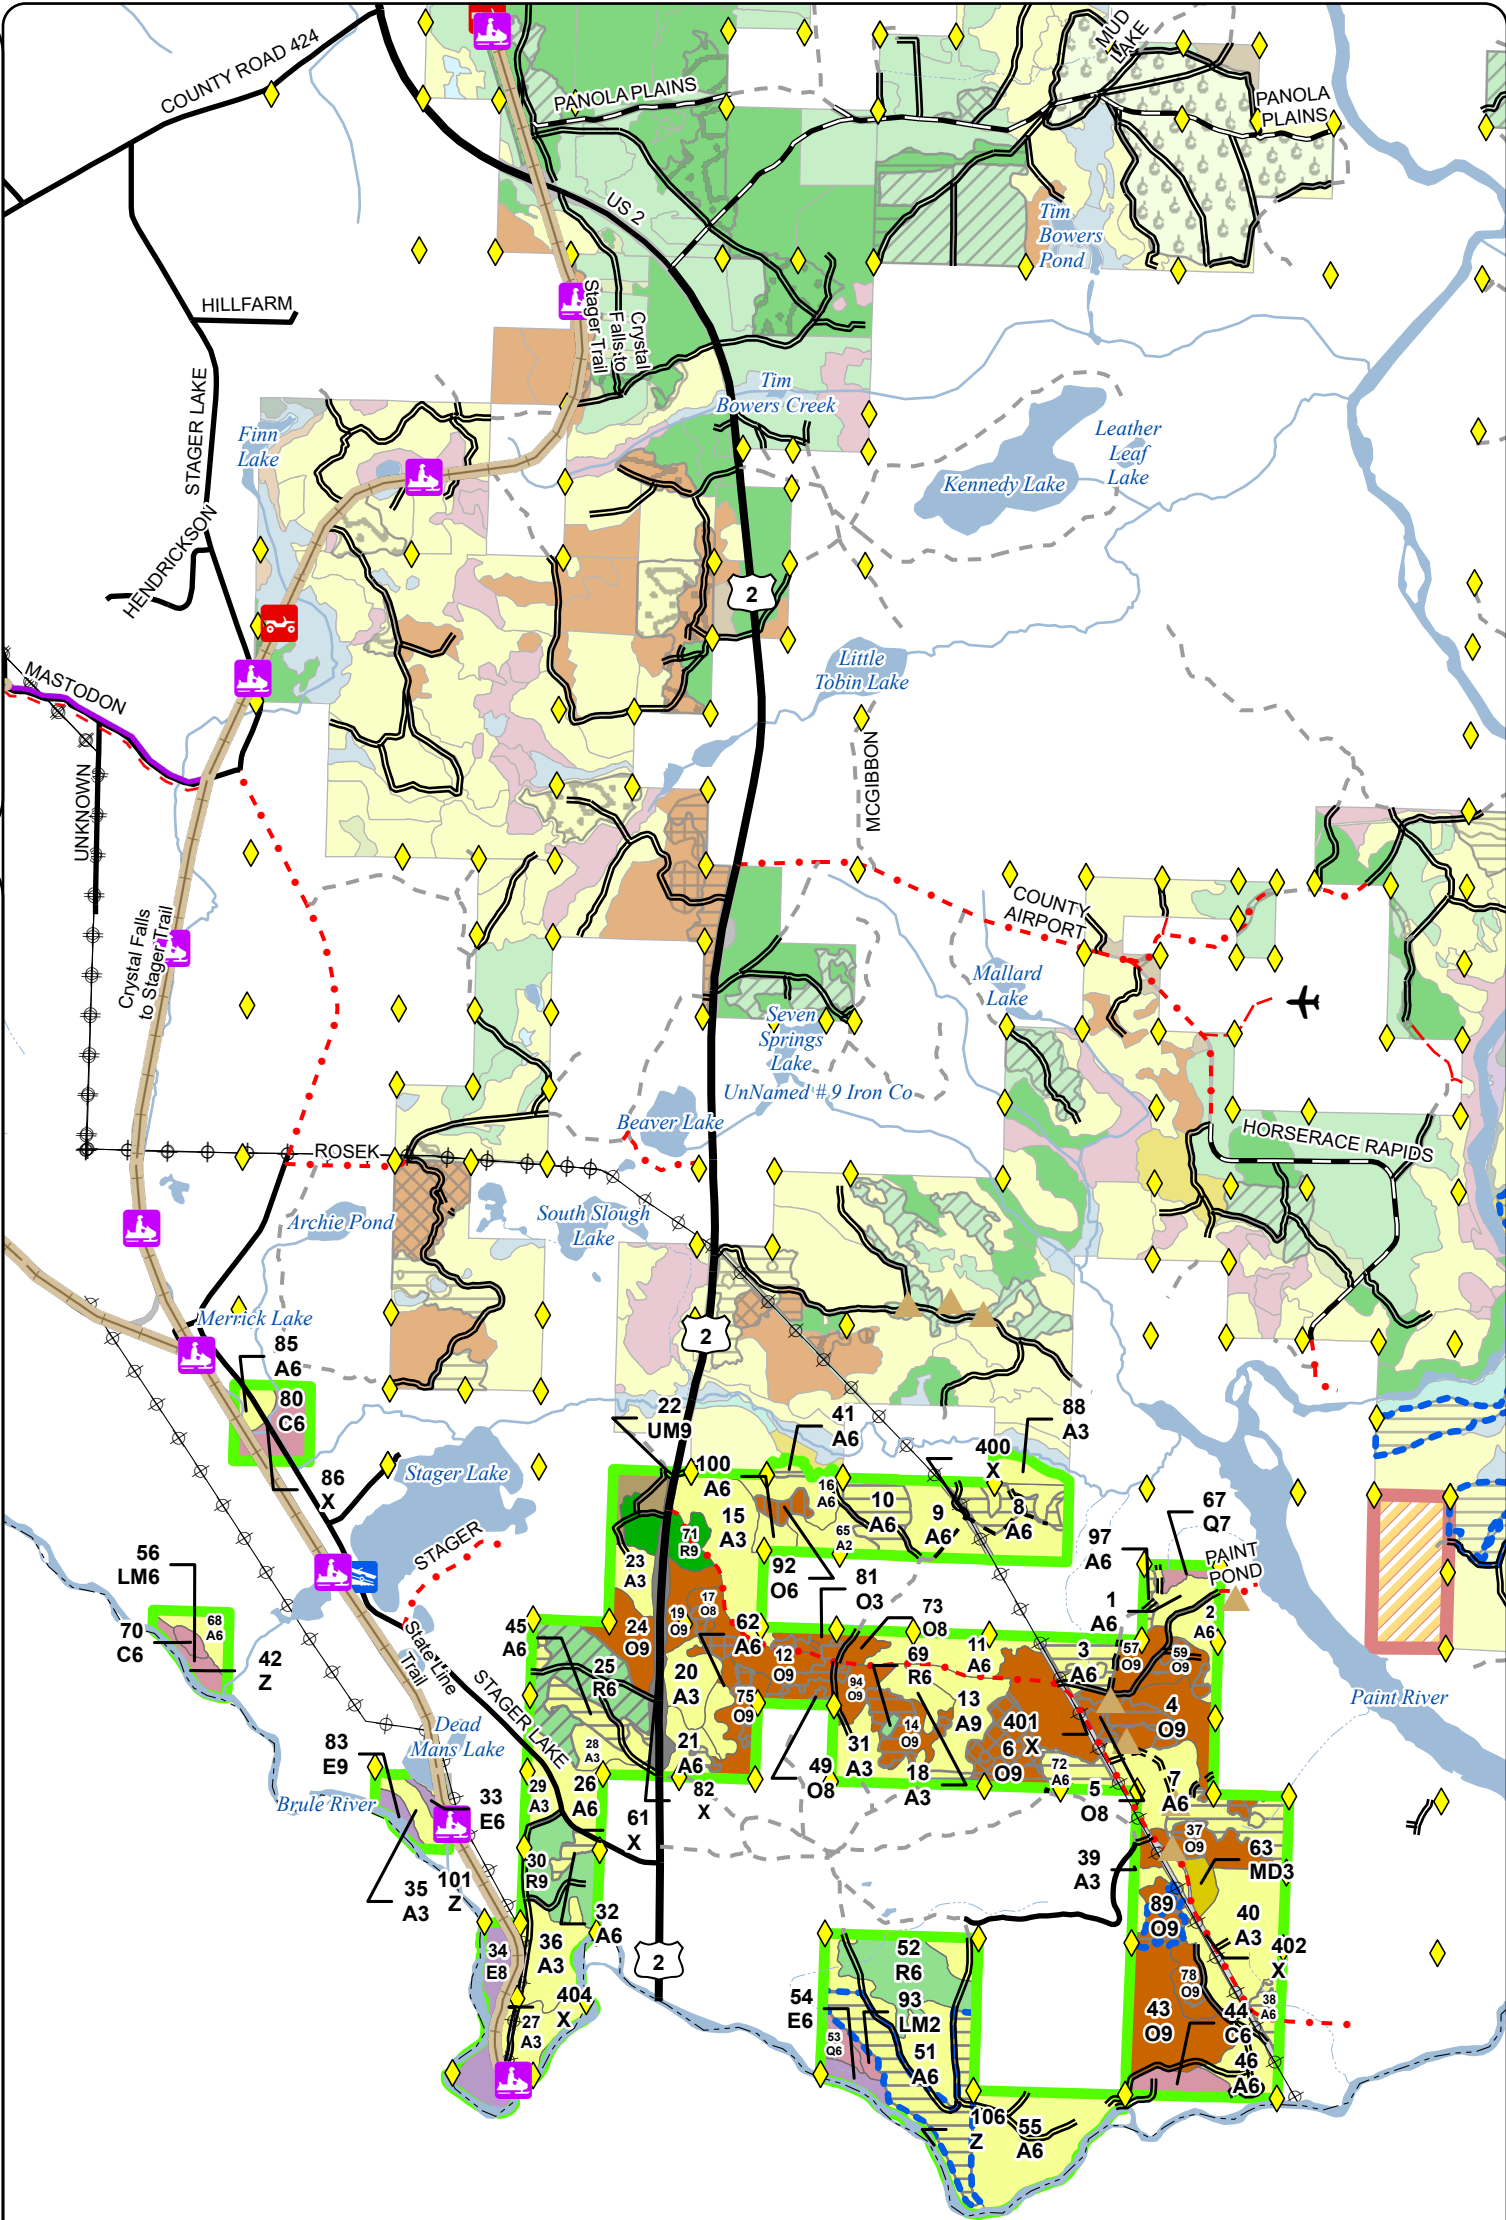 COUNTY ROAD 424
PANOLA PLAINS
MUD
LAKE
PANOLA
PLAINS
US 2
Tim
Bowers
Pond
HILLFARM
Crystal
Falls to
Stager Trail
STAGER LAKE
Tim
Bowers Creek
Finn
Lake
Leather
Leaf
Lake
Kennedy Lake
HENDRICKSON
2
MASTODON
Little
Tobin Lake
UNKNOWN
MCGIBBON
Crystal Falls
to Stager Trail
COUNTY
AIRPORT
Mallard
Lake
Seven
Springs
Lake
UnNamed # 9 Iron Co
Beaver Lake
ROSEK
HORSERACE RAPIDS
Archie Pond
South Slough
Lake
Merrick Lake
2
85
A6
80
C6
86
X
22
UM9
41
A6
88
A3
400
X
Stager Lake
100
A6
15
A3
16
A6
10
A6
9
A6
8
A6
65
A2
67
Q7
97
A6
PAINT
POND
STAGER
71
R9
23
A3
92
O6
81
O3
56
LM6
68
A6
70
C6
42
Z
1
A6
2
A6
45
A6
24
O9
19
O9
17
O8
62
A6
12
O9
73
O8
11
A6
3
A6
57
O9
59
O9
State Line
Trail
STAGER LAKE
25
R6
20
A3
75
O9
94
O9
69
R6
14
O9
13
A9
401
X
6
O9
4
O9
Paint River
Dead
Mans Lake
83
E9
28
A3
21
A6
31
A3
49
O8
18
A3
72
A6
5
O8
7
A6
29
A3
26
A6
82
X
61
X
Brule River
33
E6
37
O9
63
MD3
39
A3
30
R9
35
A3
101
Z
32
A6
34
E8
36
A3
404
X
27
A3
2
89
O9
40
A3
402
X
52
R6
93
LM2
54
E6
53
Q6
51
A6
78
O9
43
O9
44
C6
38
A6
46
A6
106
Z
55
A6